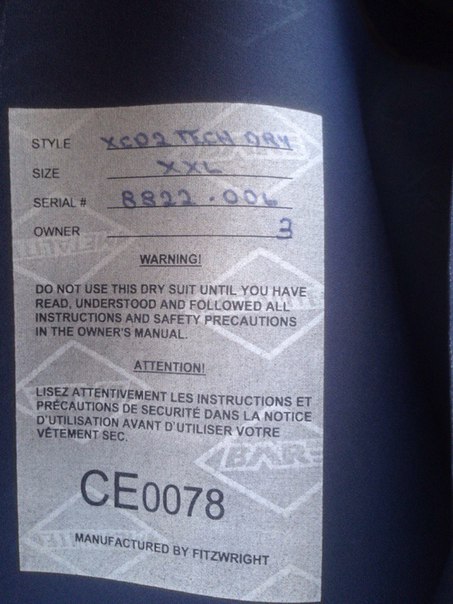 STYLE XCD2 TECH DRY
SIZE XXL
SERIAL # 8822-006
OWNER 3
WARNING!
DO NOT USE THIS DRY SUIT UNTIL YOU HAVE
READ, UNDERSTOOD AND FOLLOWED ALL
INSTRUCTIONS AND SAFETY PRECAUTIONS
IN THE OWNER'S MANUAL.
ATTENTION!
LISEZ ATTENTIVEMENT LES INSTRUCTIONS ET
PRÉCAUTIONS DE SECURITÉ DANS LA NOTICE
D'UTILISATION AVANT D'UTILISER VOTRE
VÊTEMENT SEC.
BARE
CE0078
MANUFACTURED BY FITZWRIGHT